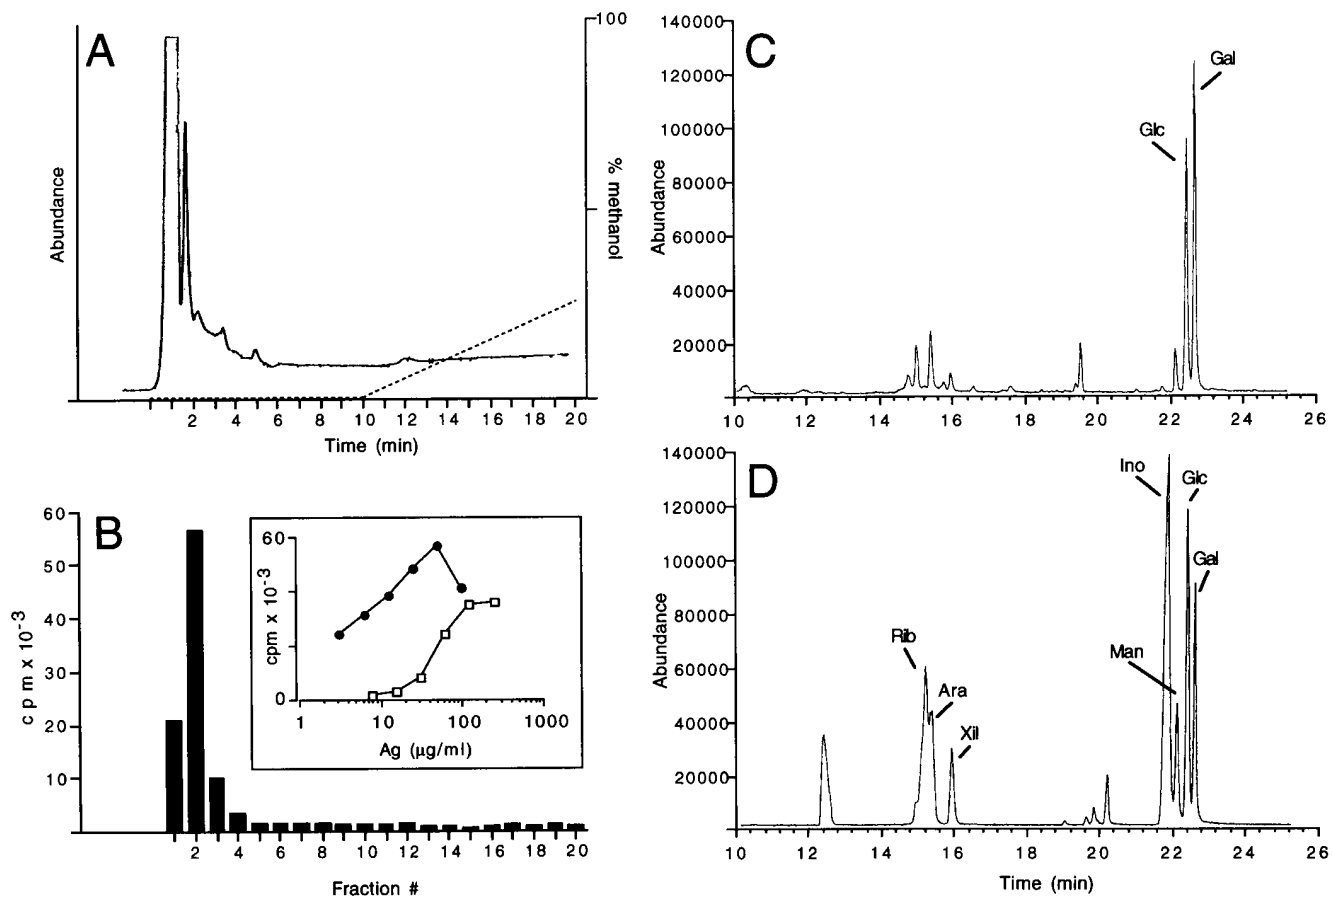 A
100
Abundance
% methanol
2 4 6 8 10 12 14 16 18 20
Time (min)
B
60
50
40
30
20
10
cpm x 10-3
2 4 6 8 10 12 14 16 18 20
Fraction #
60
0
cpm x 10-3
1 10 100 1000
Ag (µg/ml)
C
140000
120000
100000
80000
60000
40000
20000
Abundance
Glc
Gal
10 12 14 16 18 20 22 24 26
D
140000
120000
100000
80000
60000
40000
20000
Abundance
Rib
Ara
Xil
Ino
Man
Glc
Gal
10 12 14 16 18 20 22 24 26
Time (min)